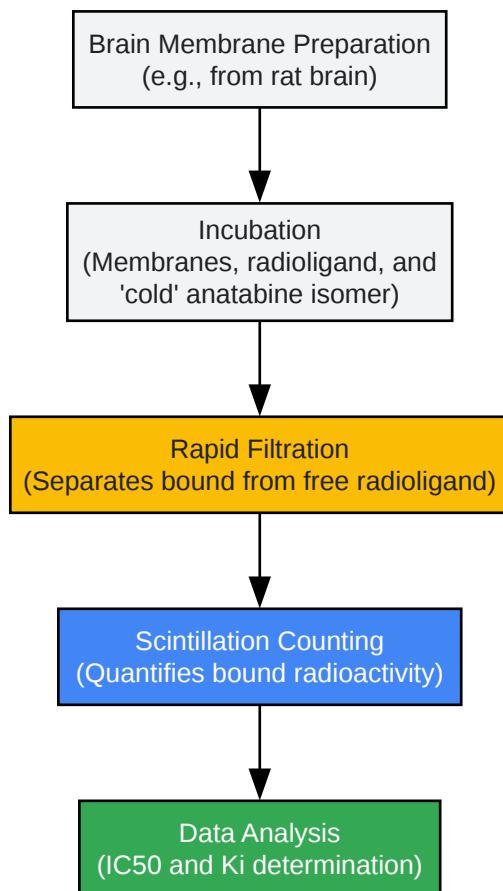 Brain Membrane Preparation
(e.g., from rat brain)
Incubation
(Membranes, radioligand, and
'cold' anatabine isomer)
Rapid Filtration
(Separates bound from free radioligand)
Scintillation Counting
(Quantifies bound radioactivity)
Data Analysis
(IC50 and Ki determination)